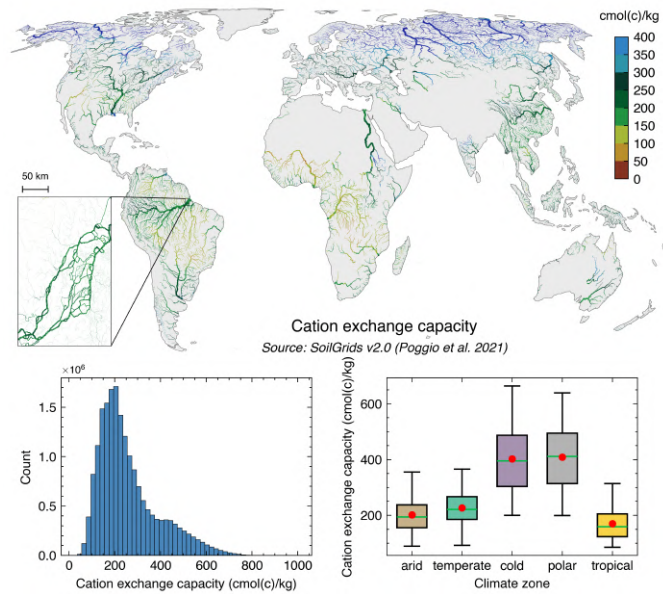 cmol(c)/kg
400
350
300
250
200
150
100
50
0
50 km
Cation exchange capacity
Source: SoilGrids v2.0 (Poggio et al. 2021)
×10⁶
1.5
1.0
0.5
0.0
Count
0 200 400 600 800 1000
Cation exchange capacity (cmol(c)/kg)
Cation exchange capacity (cmol(c)/kg)
600
400
200
arid temperate cold polar tropical
Climate zone